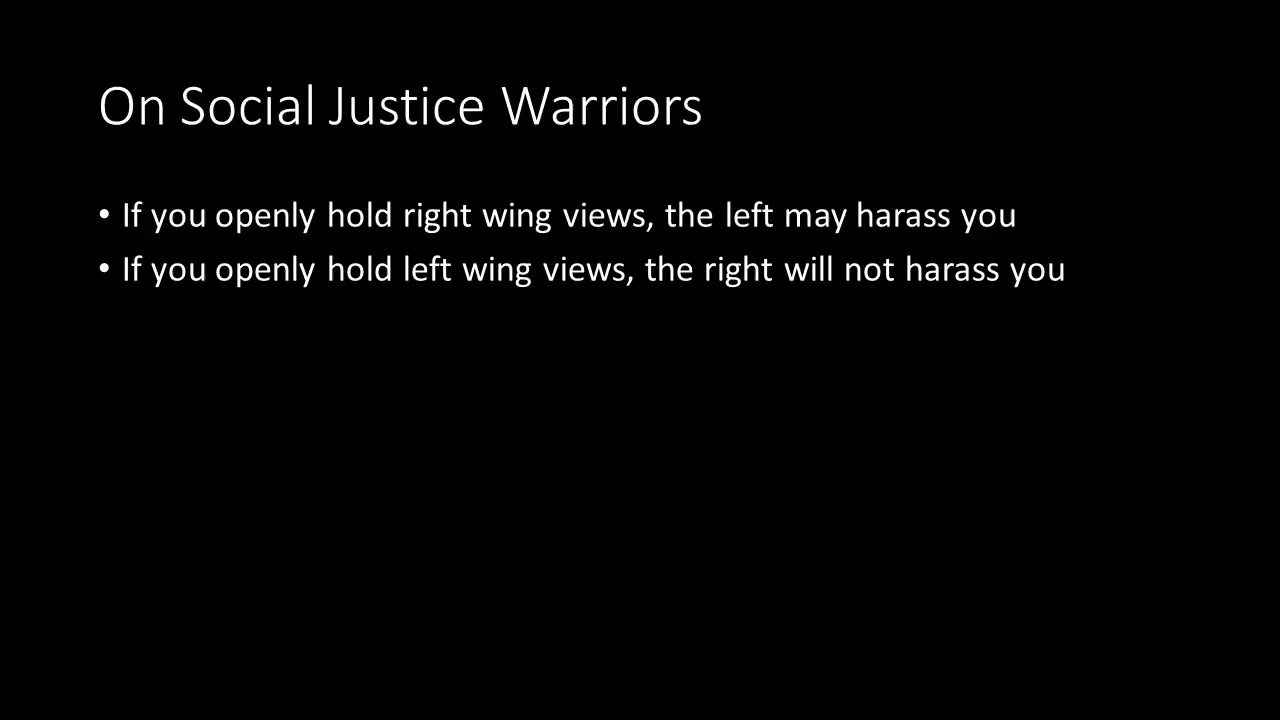 On Social Justice Warriors
• If you openly hold right wing views, the left may harass you
• If you openly hold left wing views, the right will not harass you